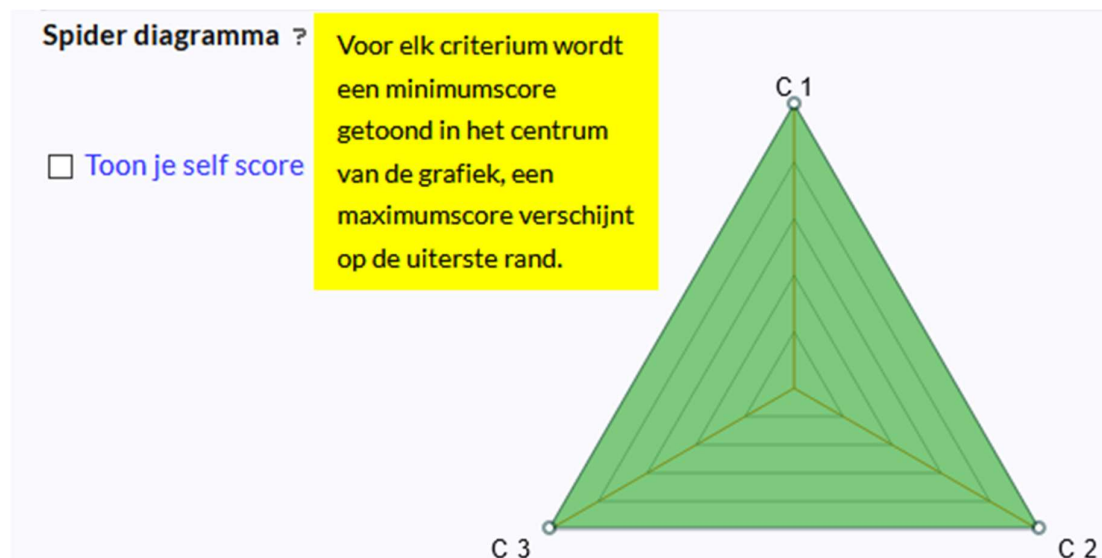 Spider diagramma ?
Voor elk criterium wordt
een minimumscore
getoond in het centrum
van de grafiek, een
maximumscore verschijnt
op de uiterste rand.
Toon je self score
C 1
C 3
C 2